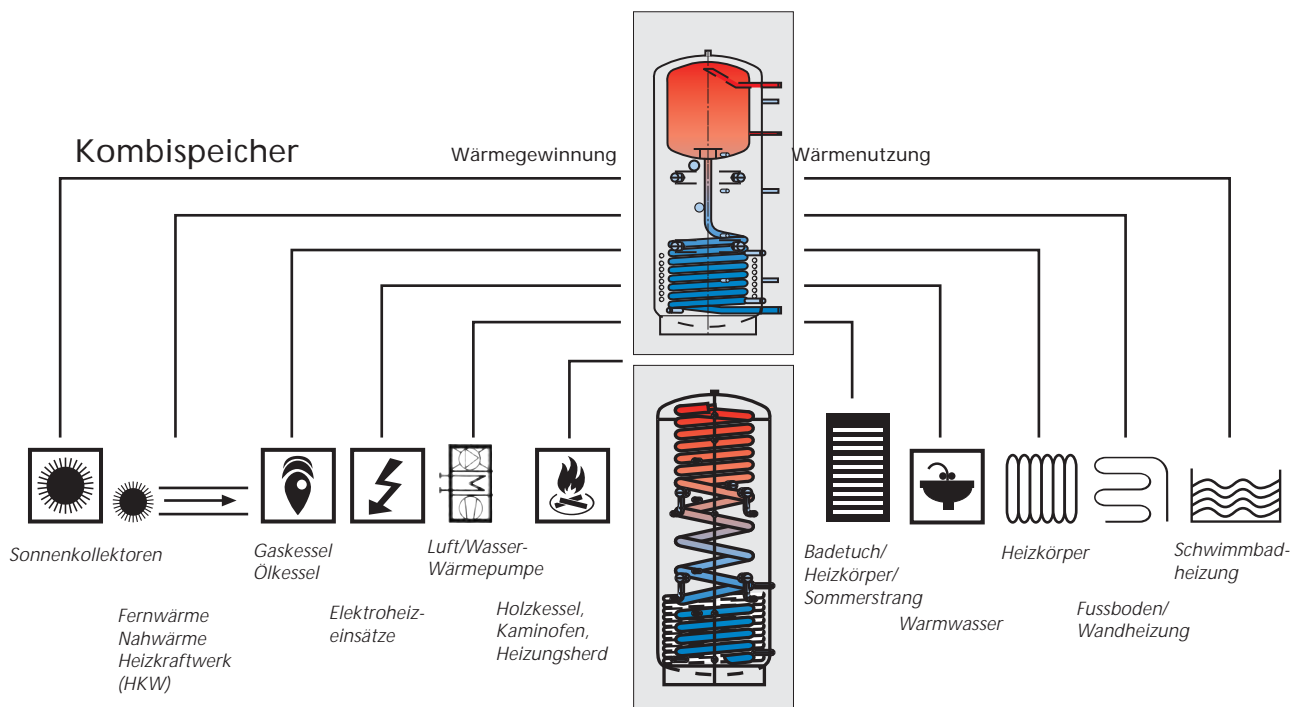 Kombispeicher
Wärmegewinnung
Wärmenutzung
Sonnenkollektoren
Fernwärme
Nahwärme
Heizkraftwerk
(HKW)
Gaskessel
Ölkessel
Elektroheiz-
einsätze
Luft/Wasser-
Wärmepumpe
Holzkessel,
Kaminofen,
Heizungsherd
Badetuch/
Heizkörper/
Sommerstrang
Warmwasser
Heizkörper
Fussboden/
Wandheizung
Schwimmbad-
heizung